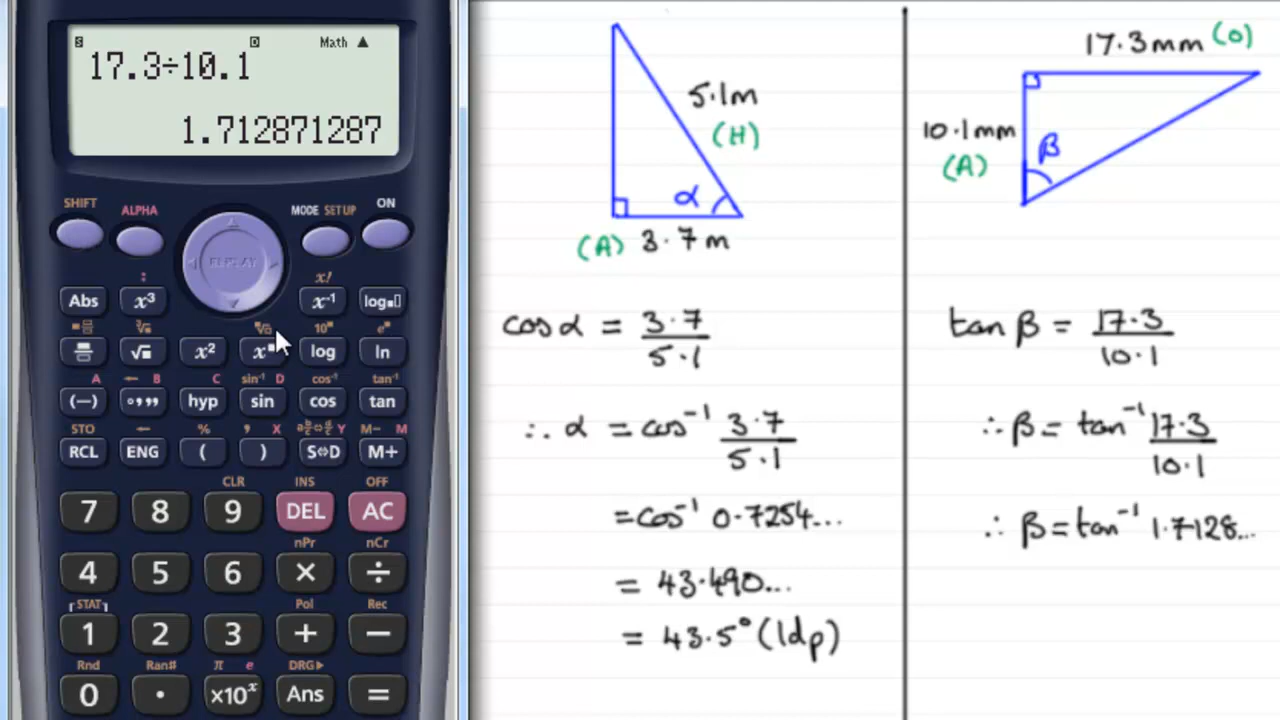 S D Math ▲
17.3÷10.1
1.712871287
SHIFT ALPHA MODE SETUP ON
REPLAY
: x!
Abs x³ x⁻¹ log
10ˣ eˣ
√ x² x log ln
A ← B C sin⁻¹ D cos⁻¹ tan⁻¹
(−) °,,, hyp sin cos tan
STO ← % , X Y M− M
RCL ENG ( ) S⇔D M+
CLR INS OFF
7 8 9 DEL AC
nPr nCr
4 5 6 × ÷
STAT Pol Rec
1 2 3 + −
Rnd Ran# π e DRG▶
0 · ×10ˣ Ans =
5.1m
(H)
α
(A) 3.7 m
cos α = 3.7/5.1
∴ α = cos⁻¹ 3.7/5.1
= cos⁻¹ 0.7254...
= 43.490...
= 43.5° (1dp)
17.3mm (O)
10.1mm
β
(A)
tan β = 17.3/10.1
∴ β = tan⁻¹ 17.3/10.1
∴ β = tan⁻¹ 1.7128...